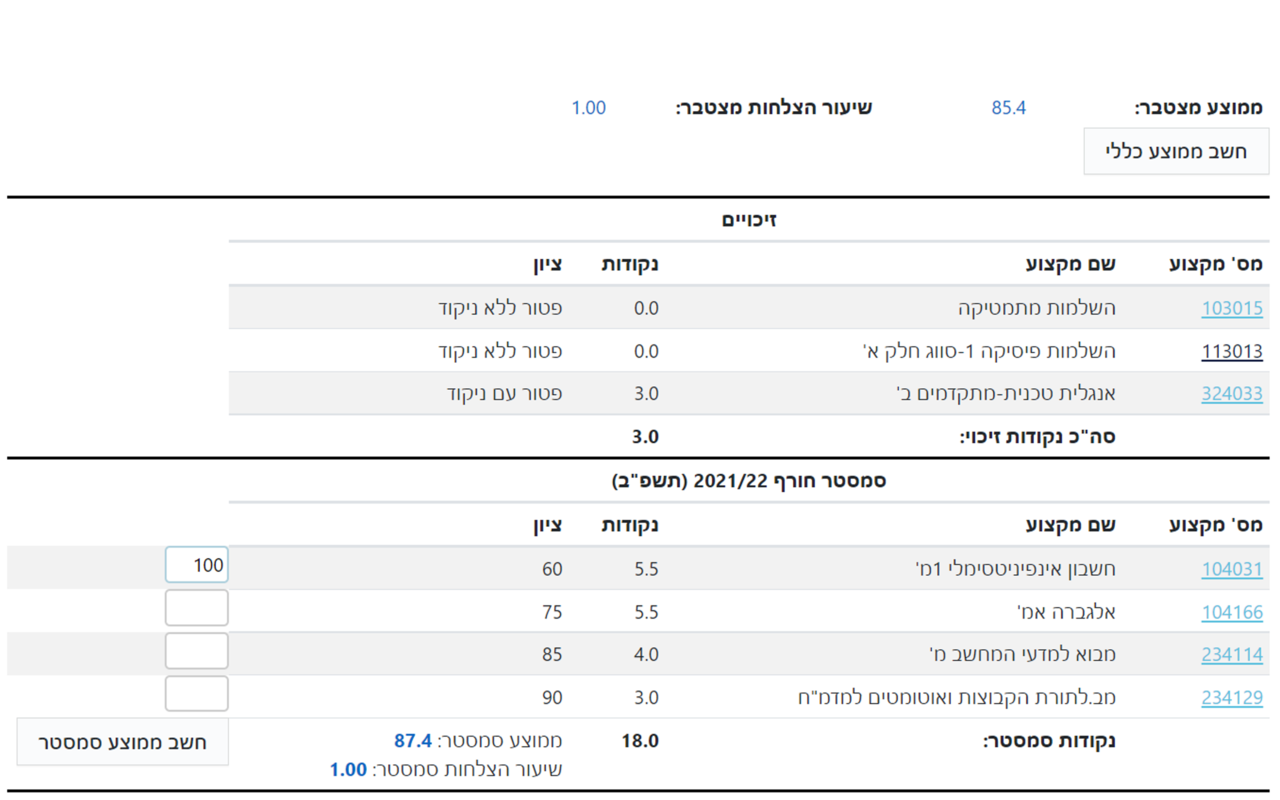 ממוצע מצטבר: 85.4 שיעור הצלחות מצטבר: 1.00
חשב ממוצע כללי
זיכויים
מס' מקצוע שם מקצוע נקודות ציון
103015 השלמות מתמטיקה 0.0 פטור ללא ניקוד
113013 השלמות פיסיקה 1-סווג חלק א' 0.0 פטור ללא ניקוד
324033 אנגלית טכנית-מתקדמים ב' 3.0 פטור עם ניקוד
סה"כ נקודות זיכוי: 3.0
סמסטר חורף 2021/22 (תשפ"ב)
מס' מקצוע שם מקצוע נקודות ציון
104031 חשבון אינפיניטסימלי 1מ' 5.5 60 100
104166 אלגברה אמ' 5.5 75
234114 מבוא למדעי המחשב מ' 4.0 85
234129 מב.לתורת הקבוצות ואוטומטים למדמ"ח 3.0 90
נקודות סמסטר: 18.0 ממוצע סמסטר: 87.4 חשב ממוצע סמסטר
שיעור הצלחות סמסטר: 1.00